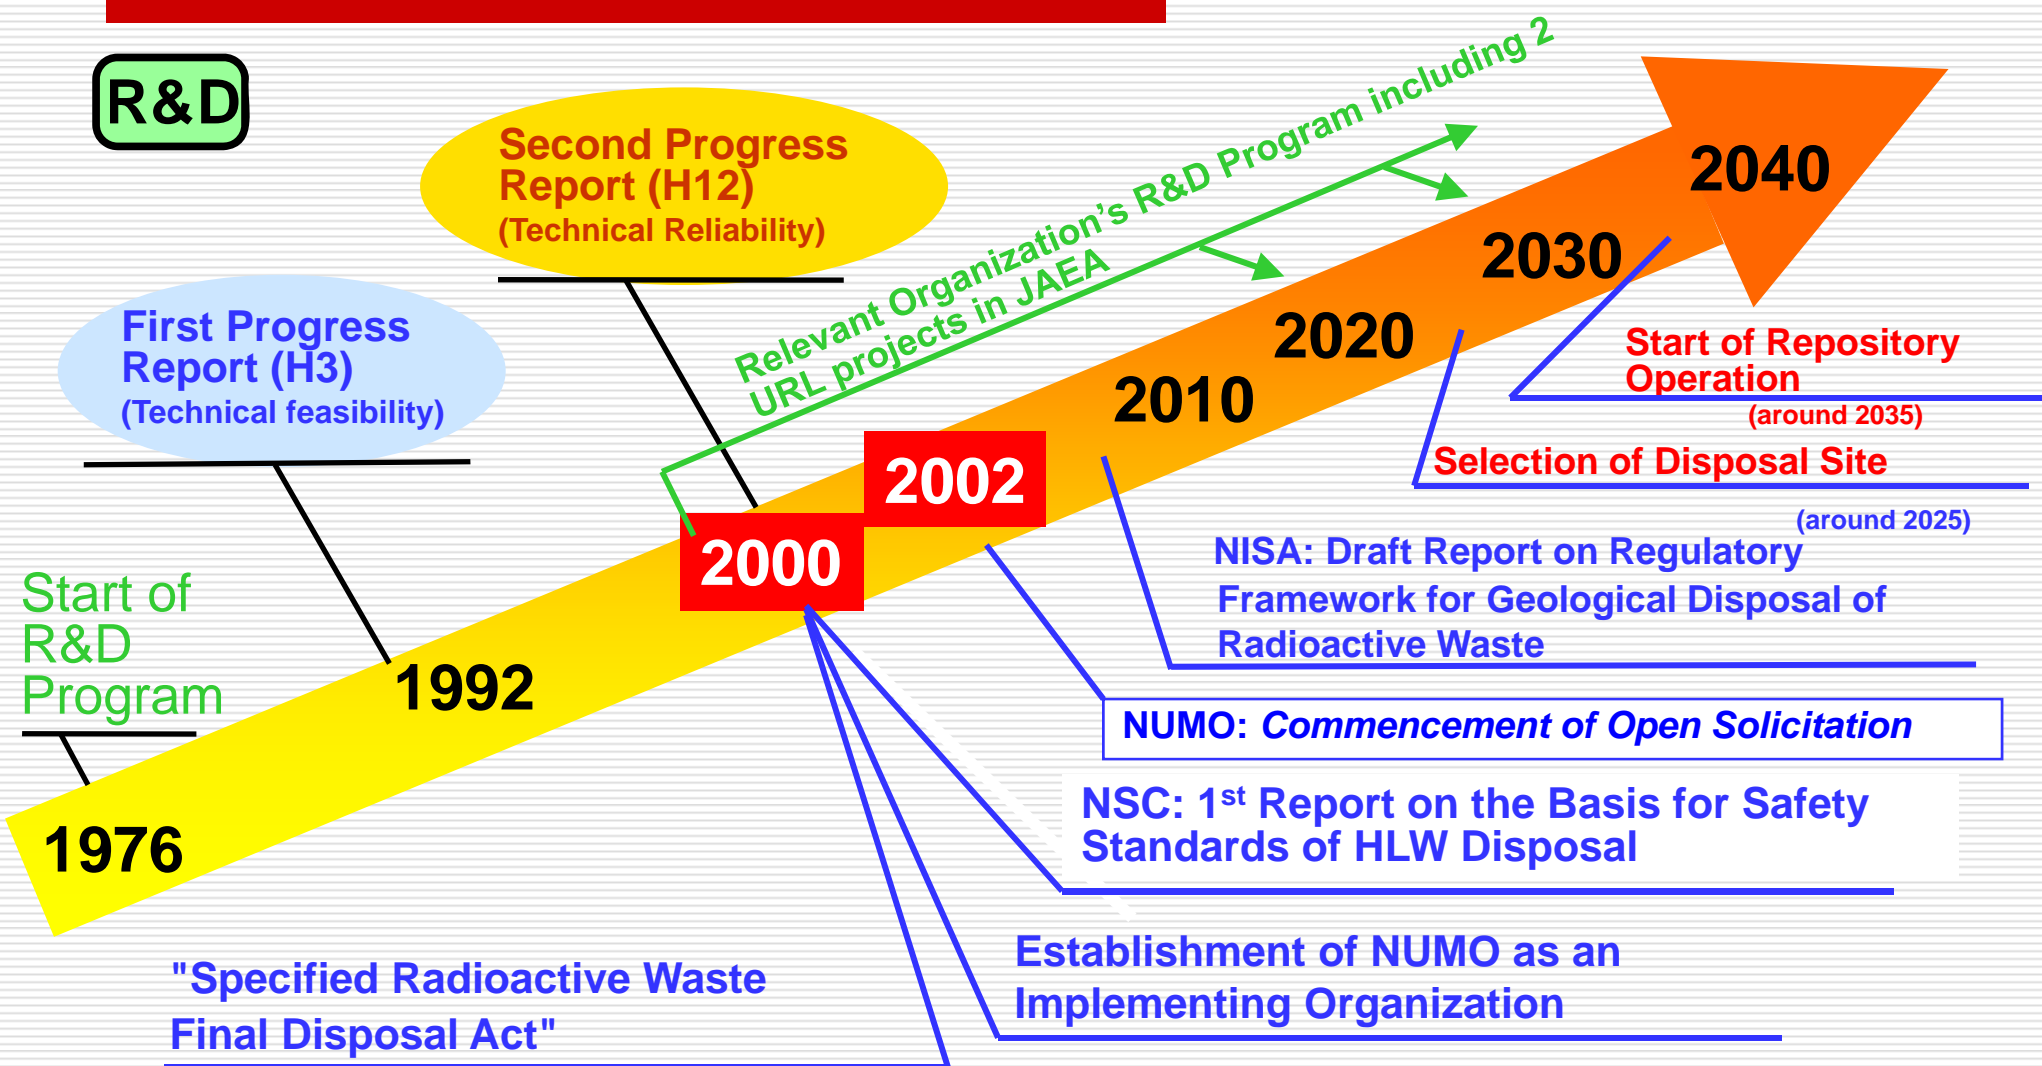 R&D
Second Progress
Report (H12)
(Technical Reliability)
First Progress
Report (H3)
(Technical feasibility)
Relevant Organization’s R&D Program including 2
URL projects in JAEA
Start of
R&D
Program
1976
1992
2000
2002
2010
2020
2030
2040
Start of Repository
Operation
(around 2035)
Selection of Disposal Site
(around 2025)
NISA: Draft Report on Regulatory
Framework for Geological Disposal of
Radioactive Waste
NUMO: Commencement of Open Solicitation
NSC: 1st Report on the Basis for Safety
Standards of HLW Disposal
Establishment of NUMO as an
Implementing Organization
"Specified Radioactive Waste
Final Disposal Act"